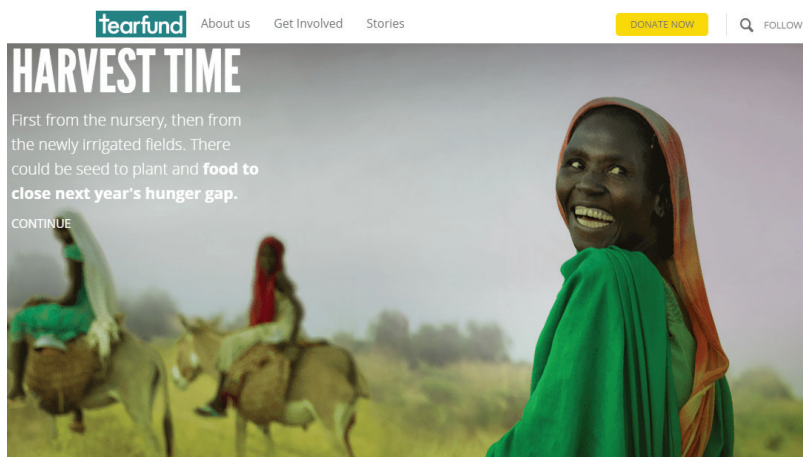 tearfund
About us
Get Involved
Stories
DONATE NOW
FOLLOW
HARVEST TIME
First from the nursery, then from
the newly irrigated fields. There
could be seed to plant and food to
close next year's hunger gap.
CONTINUE